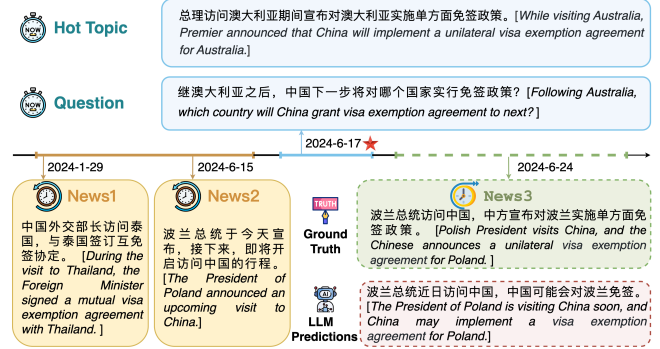 NOW
Hot Topic
总理访问澳大利亚期间宣布对澳大利亚实施单方面免签政策。[While visiting Australia,
Premier announced that China will implement a unilateral visa exemption agreement
for Australia.]
NOW
Question
继澳大利亚之后，中国下一步将对哪个国家实行免签政策？[Following Australia,
which country will China grant visa exemption agreement to next? ]
2024-6-17
2024-1-29
2024-6-15
2024-6-24
News1
中国外交部长访问泰
国，与泰国签订互免
签协定。 [During the
visit to Thailand, the
Foreign Minister
signed a mutual visa
exemption agreement
with Thailand. ]
News2
波兰总统于今天宣
布，接下来，即将开
启访问中国的行程。
[The President of
Poland announced an
upcoming visit to
China.]
TRUTH
Ground
Truth
News3
波兰总统访问中国，中方宣布对波兰实施单方面免
签政策。 [Polish President visits China, and the
Chinese announces a unilateral visa exemption
agreement for Poland. ]
AI
LLM
Predictions
波兰总统近日访问中国，中国可能会对波兰免签。
[The President of Poland is visiting China soon, and
China may implement a visa exemption
agreement for Poland.]